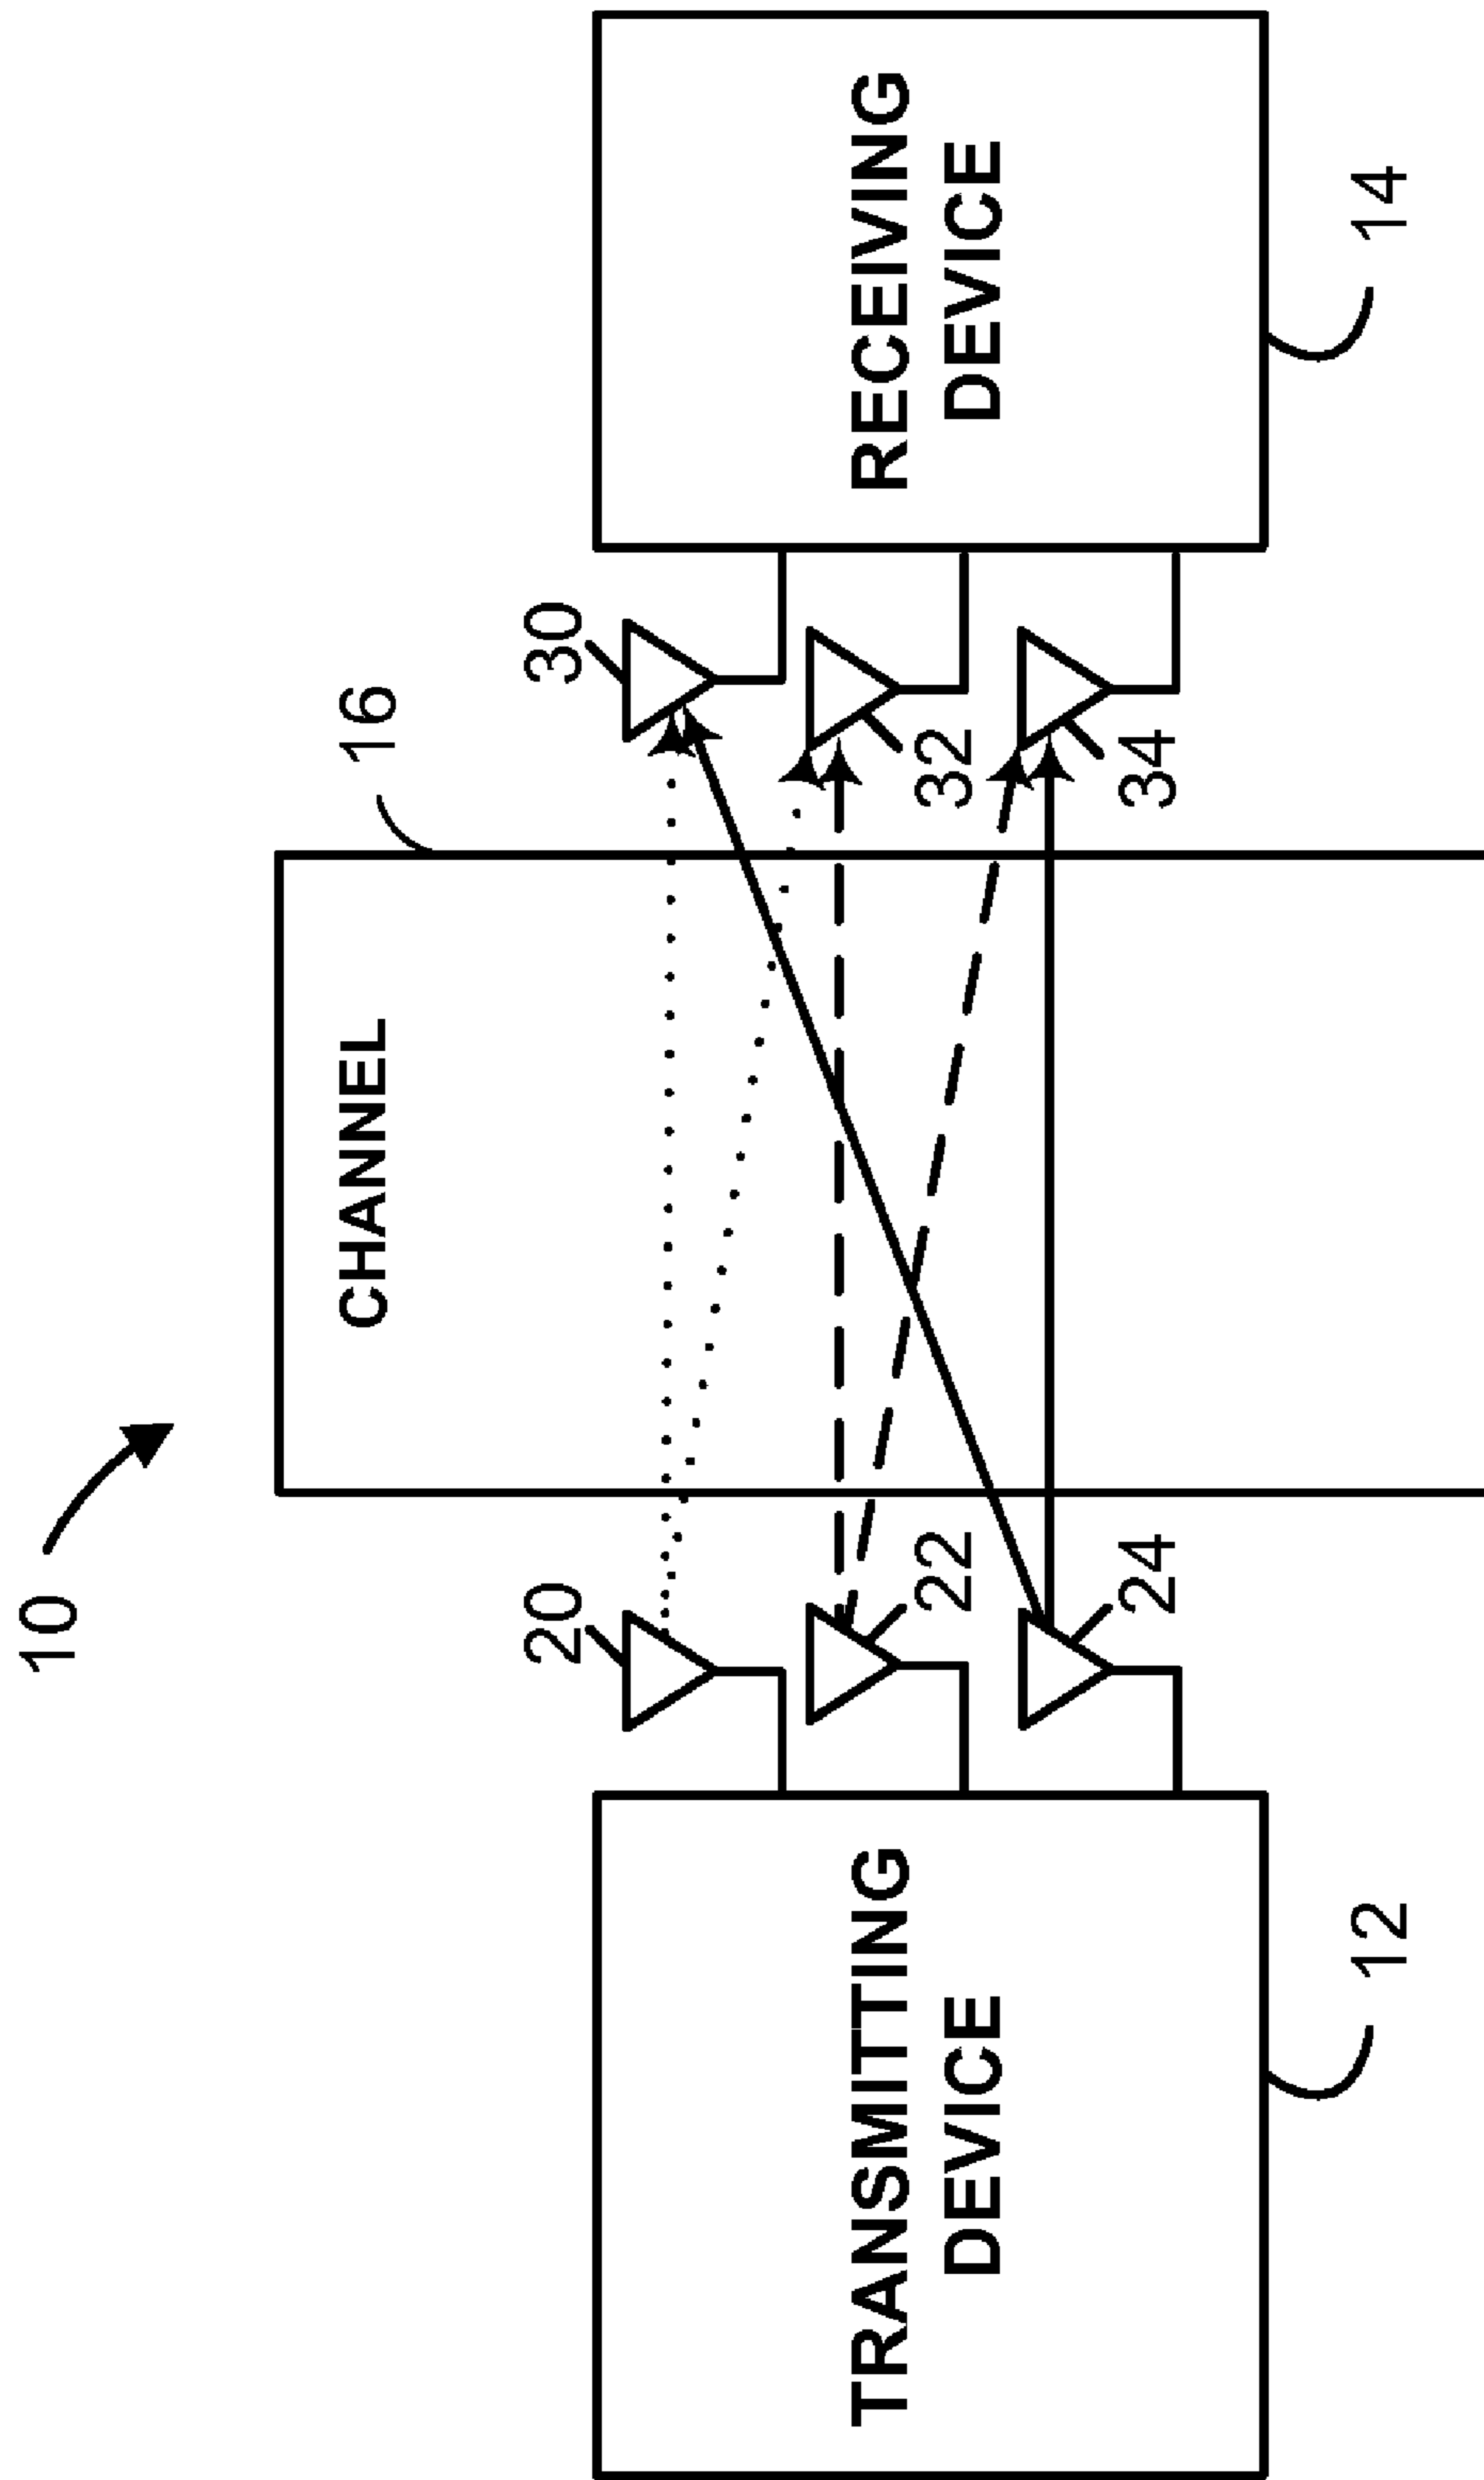 10
CHANNEL
16
20
30
TRANSMITTING
DEVICE
22
32
RECEIVING
DEVICE
24
34
12
14